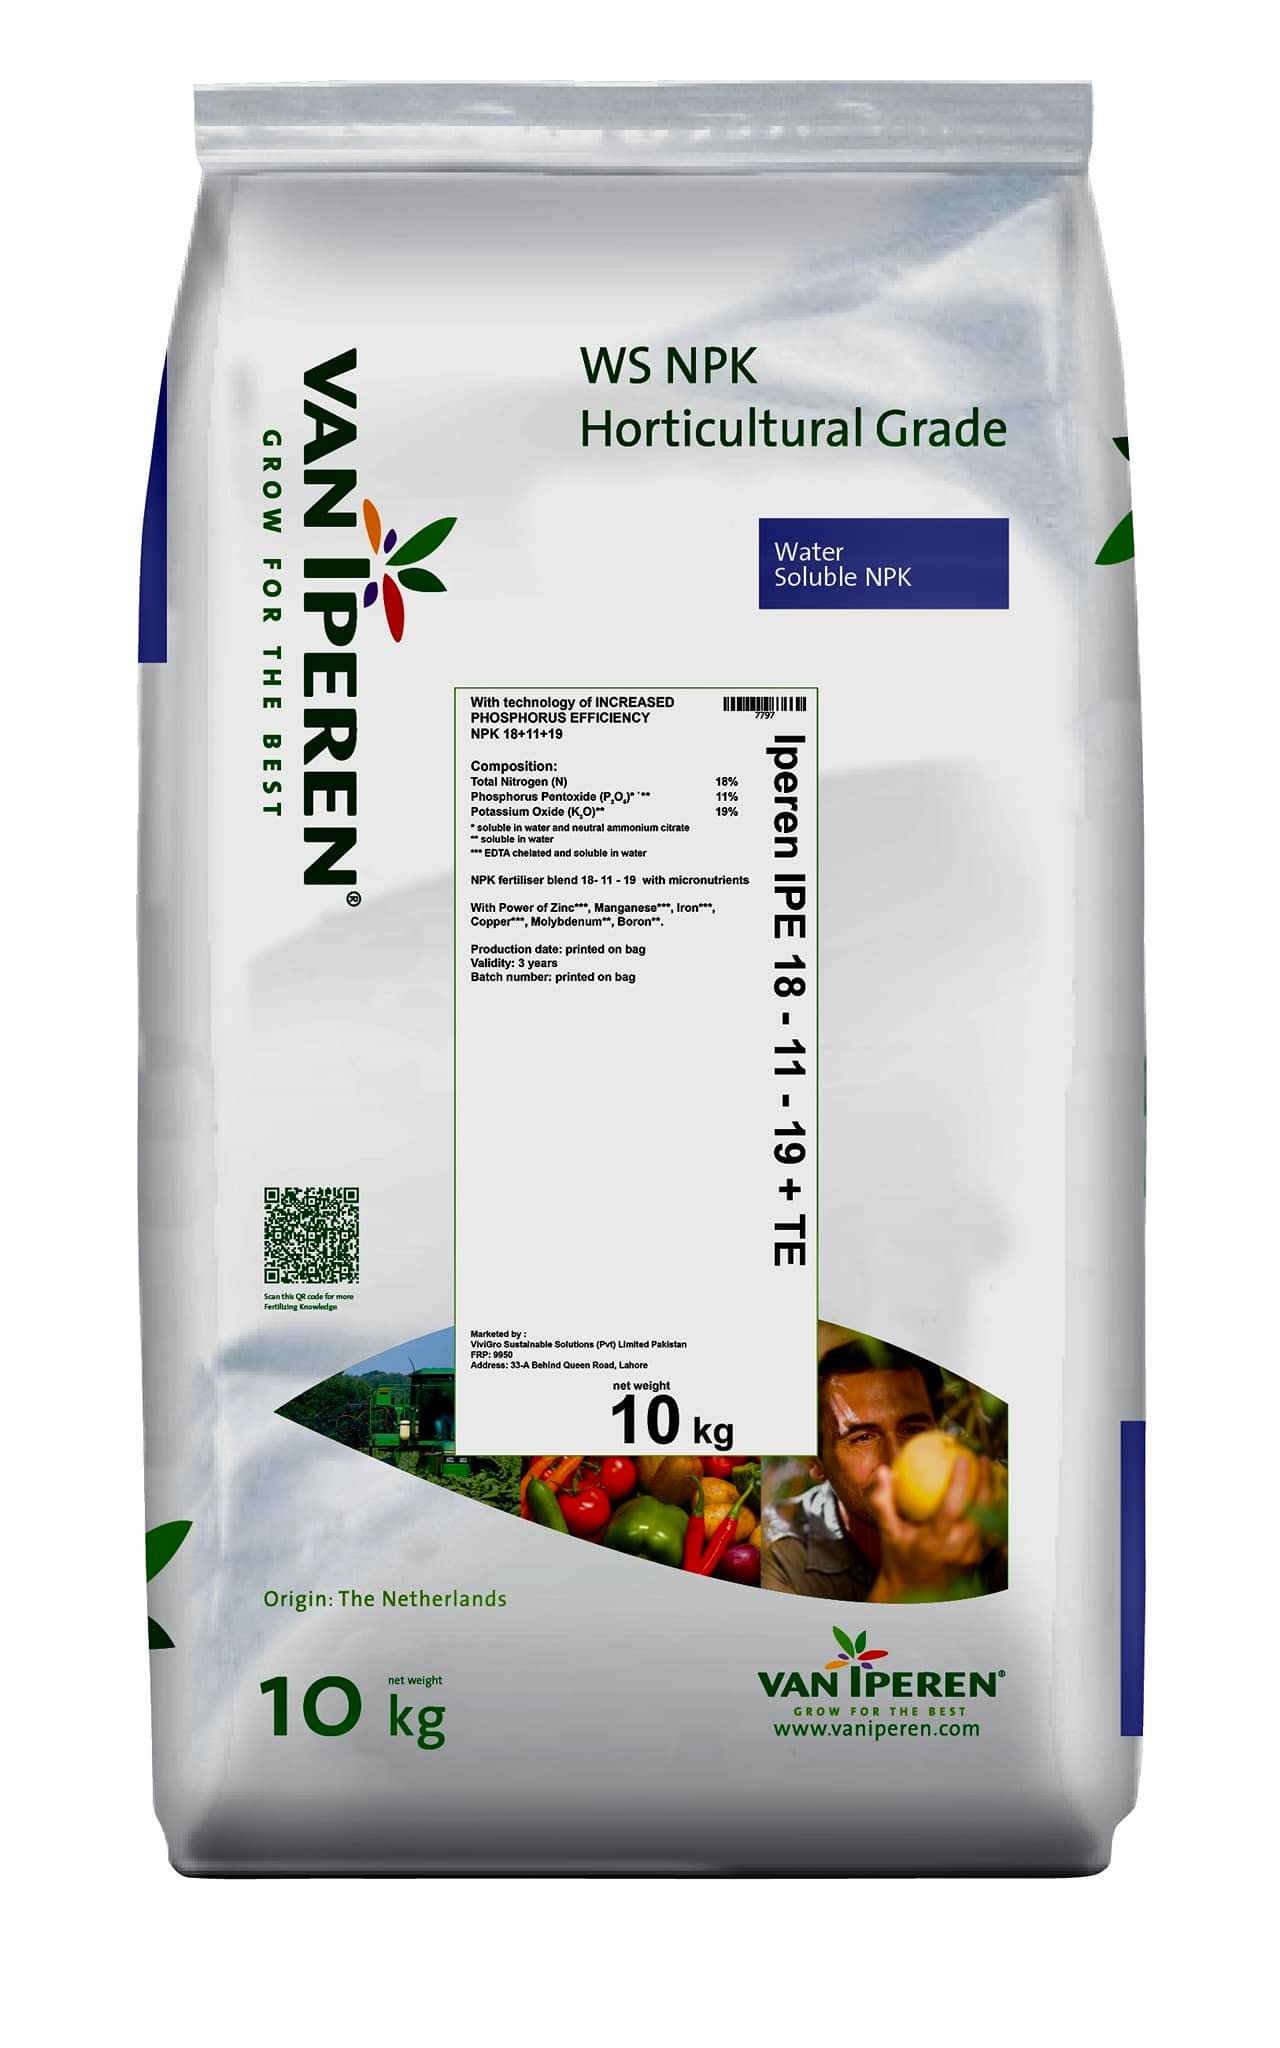 WS NPK
Horticultural Grade
VAN IPEREN®
GROW FOR THE BEST
Water
Soluble NPK
With technology of INCREASED
PHOSPHORUS EFFICIENCY
NPK 18+11+19
7797
Composition:
Total Nitrogen (N) 18%
Phosphorus Pentoxide (P₂O₅)* *** 11%
Potassium Oxide (K₂O)** 19%
* soluble in water and neutral ammonium citrate
** soluble in water
*** EDTA chelated and soluble in water
NPK fertiliser blend 18- 11 - 19 with micronutrients
With Power of Zinc***, Manganese***, Iron***,
Copper***, Molybdenum**, Boron**.
Production date: printed on bag
Validity: 3 years
Batch number: printed on bag
Iperen IPE 18 - 11 - 19 + TE
Scan this QR code for more
Fertilizing Knowledge
Marketed by :
ViviGro Sustainable Solutions (Pvt) Limited Pakistan
FRP: 9950
Address: 33-A Behind Queen Road, Lahore
net weight
10 kg
Origin: The Netherlands
10 net weight kg
VAN IPEREN®
GROW FOR THE BEST
www.vaniperen.com